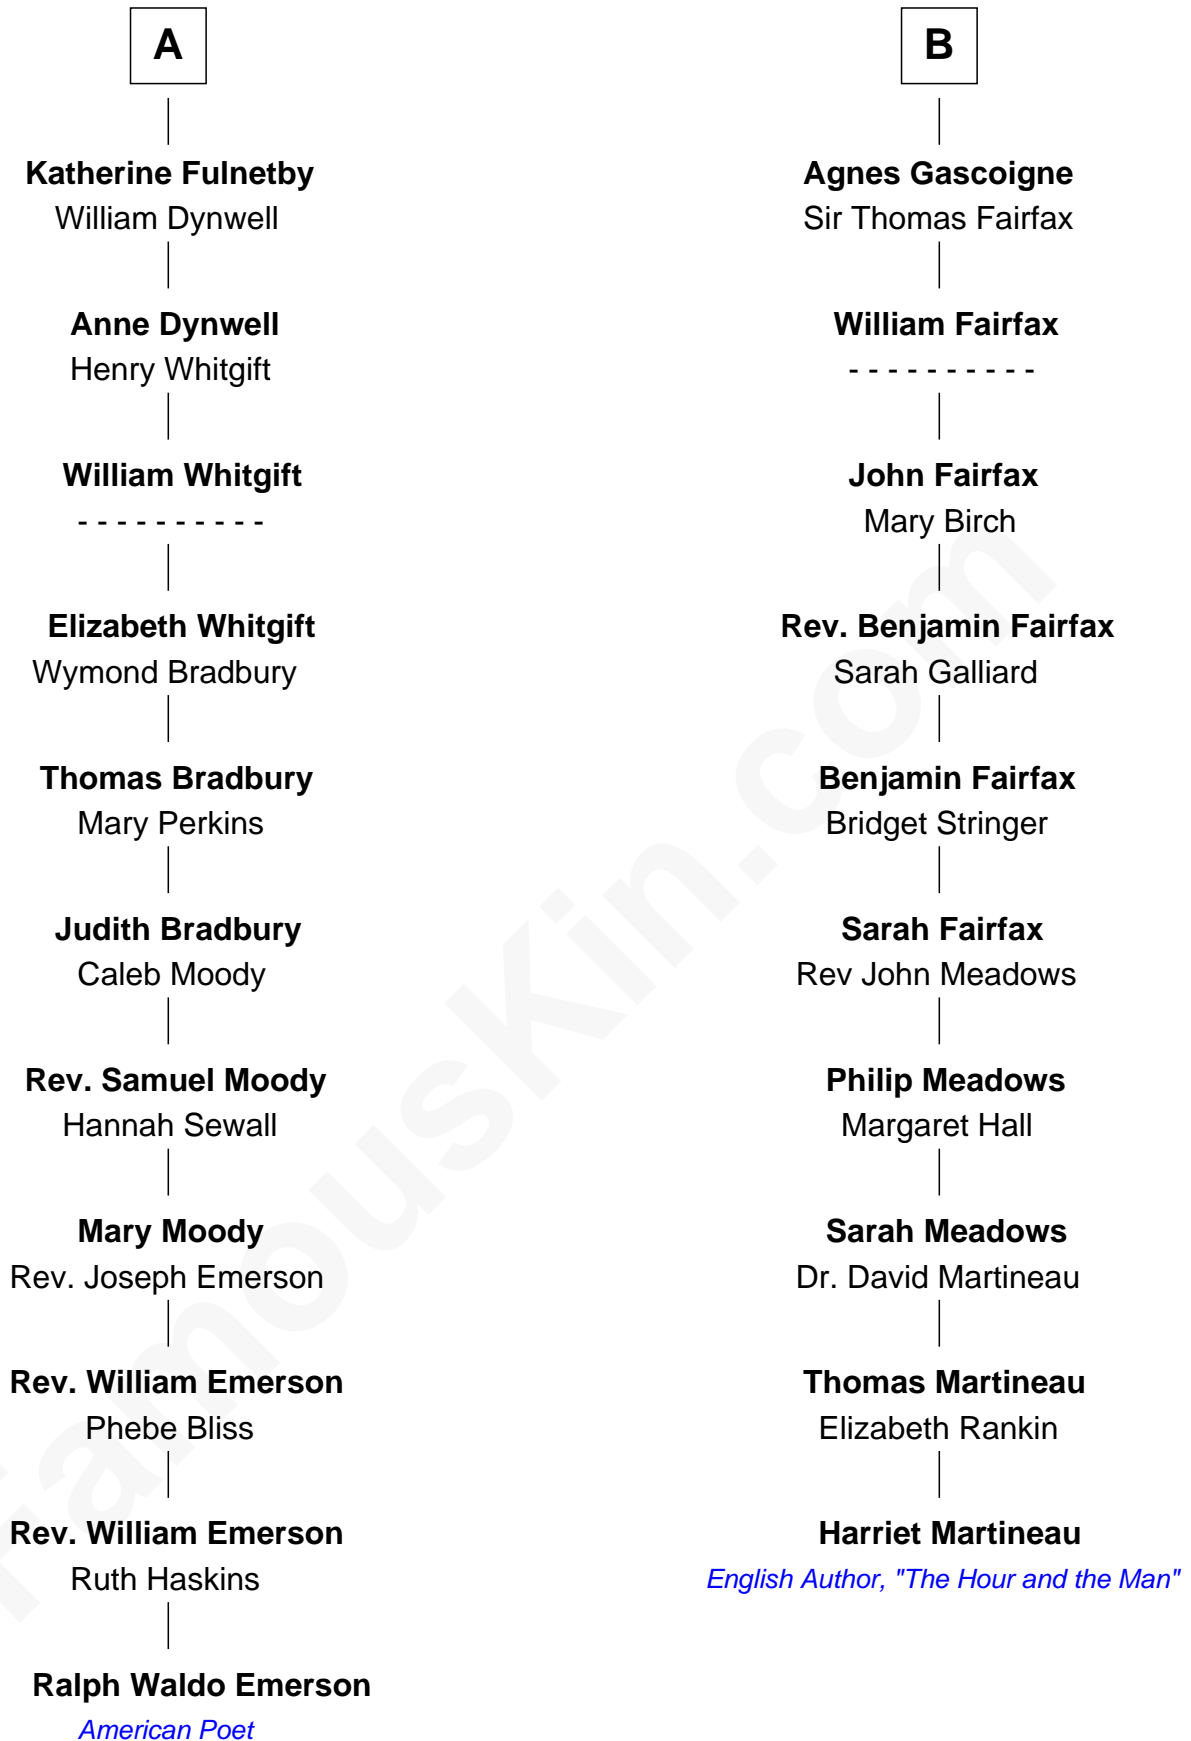 A
Katherine Fulnetby
William Dynwell
Anne Dynwell
Henry Whitgift
William Whitgift
- - - - - - - - - -
Elizabeth Whitgift
Wymond Bradbury
Thomas Bradbury
Mary Perkins
Judith Bradbury
Caleb Moody
Rev. Samuel Moody
Hannah Sewall
Mary Moody
Rev. Joseph Emerson
Rev. William Emerson
Phebe Bliss
Rev. William Emerson
Ruth Haskins
Ralph Waldo Emerson
American Poet
B
Agnes Gascoigne
Sir Thomas Fairfax
William Fairfax
- - - - - - - - - -
John Fairfax
Mary Birch
Rev. Benjamin Fairfax
Sarah Galliard
Benjamin Fairfax
Bridget Stringer
Sarah Fairfax
Rev John Meadows
Philip Meadows
Margaret Hall
Sarah Meadows
Dr. David Martineau
Thomas Martineau
Elizabeth Rankin
Harriet Martineau
English Author, "The Hour and the Man"
FamousKin.com